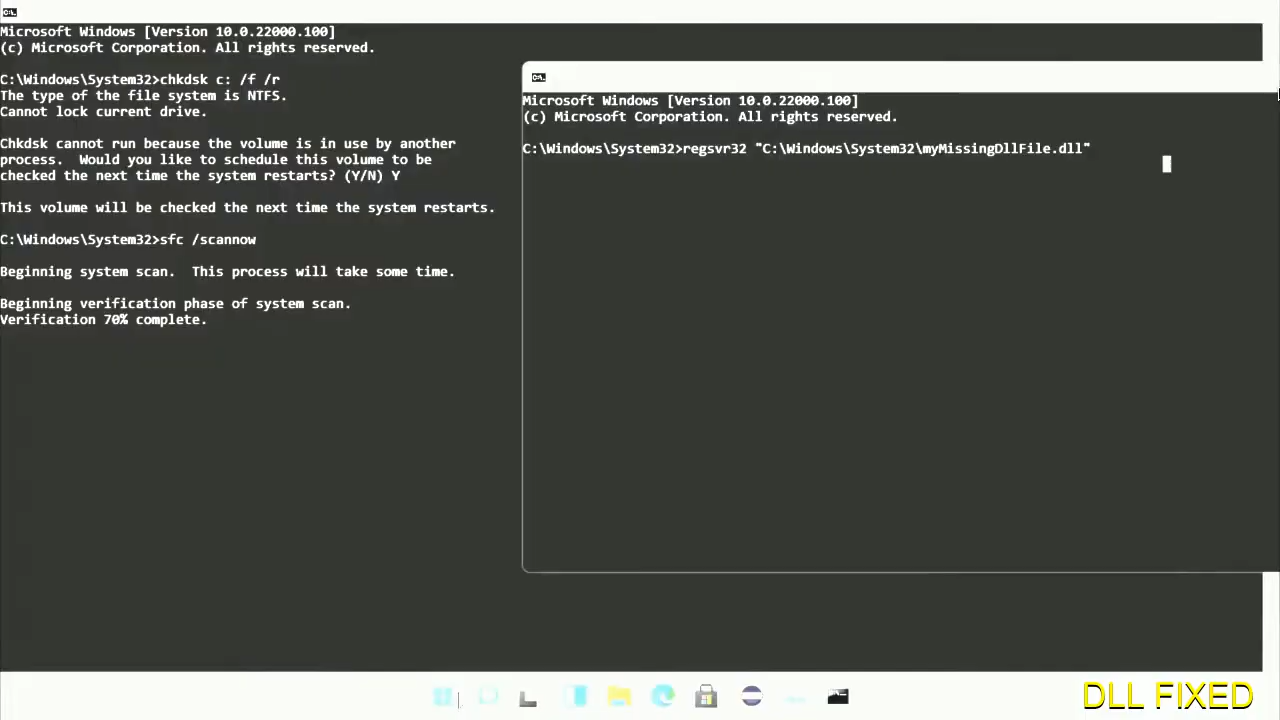 Microsoft Windows [Version 10.0.22000.100]
(c) Microsoft Corporation. All rights reserved.
C:\Windows\System32>chkdsk c: /f /r
The type of the file system is NTFS.
Cannot lock current drive.
Chkdsk cannot run because the volume is in use by another
process.  Would you like to schedule this volume to be
checked the next time the system restarts? (Y/N) Y
This volume will be checked the next time the system restarts.
C:\Windows\System32>sfc /scannow
Beginning system scan.  This process will take some time.
Beginning verification phase of system scan.
Verification 70% complete.
Microsoft Windows [Version 10.0.22000.100]
(c) Microsoft Corporation. All rights reserved.
C:\Windows\System32>regsvr32 "C:\Windows\System32\myMissingDllFile.dll"
DLL FIXED